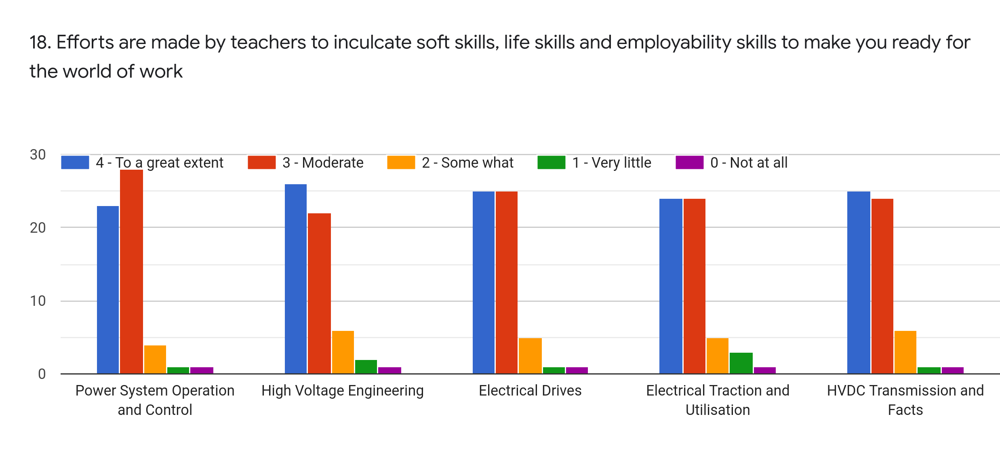 18. Efforts are made by teachers to inculcate soft skills, life skills and employability skills to make you ready for
the world of work
30
4 - To a great extent
3 - Moderate
2 - Some what
1 - Very little
0 - Not at all
20
10
0
Power System Operation
and Control
High Voltage Engineering
Electrical Drives
Electrical Traction and
Utilisation
HVDC Transmission and
Facts